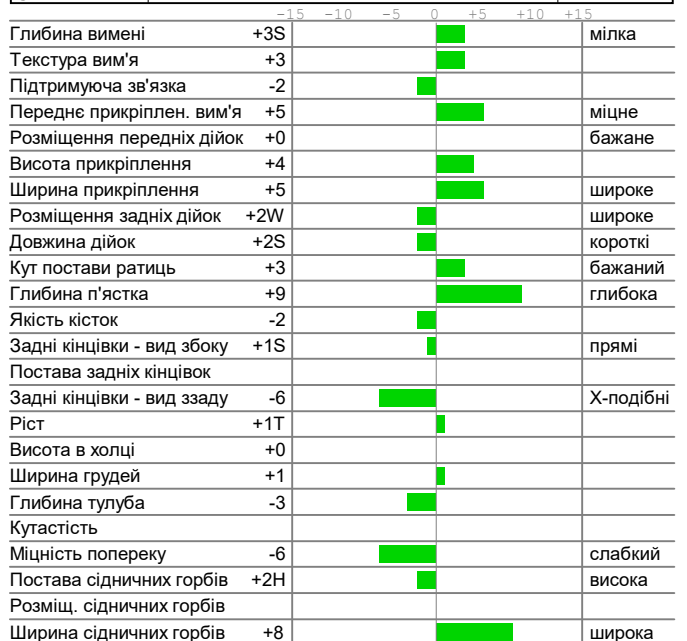 -15 -10 -5 0 +5 +10 +15
Глибина вимені +3S мілка
Текстура вим'я +3
Підтримуюча зв'язка -2
Переднє прикріплен. вим'я +5 міцне
Розміщення передніх дійок +0 бажане
Висота прикріплення +4
Ширина прикріплення +5 широке
Розміщення задніх дійок +2W широке
Довжина дійок +2S короткі
Кут постави ратиць +3 бажаний
Глибина п'ястка +9 глибока
Якість кісток -2
Задні кінцівки - вид збоку +1S прямі
Постава задніх кінцівок
Задні кінцівки - вид ззаду -6 Х-подібні
Ріст +1T
Висота в холці +0
Ширина грудей +1
Глибина тулуба -3
Кутастість
Міцність попереку -6 слабкий
Постава сідничних горбів +2H висока
Розміщ. сідничних горбів
Ширина сідничних горбів +8 широка